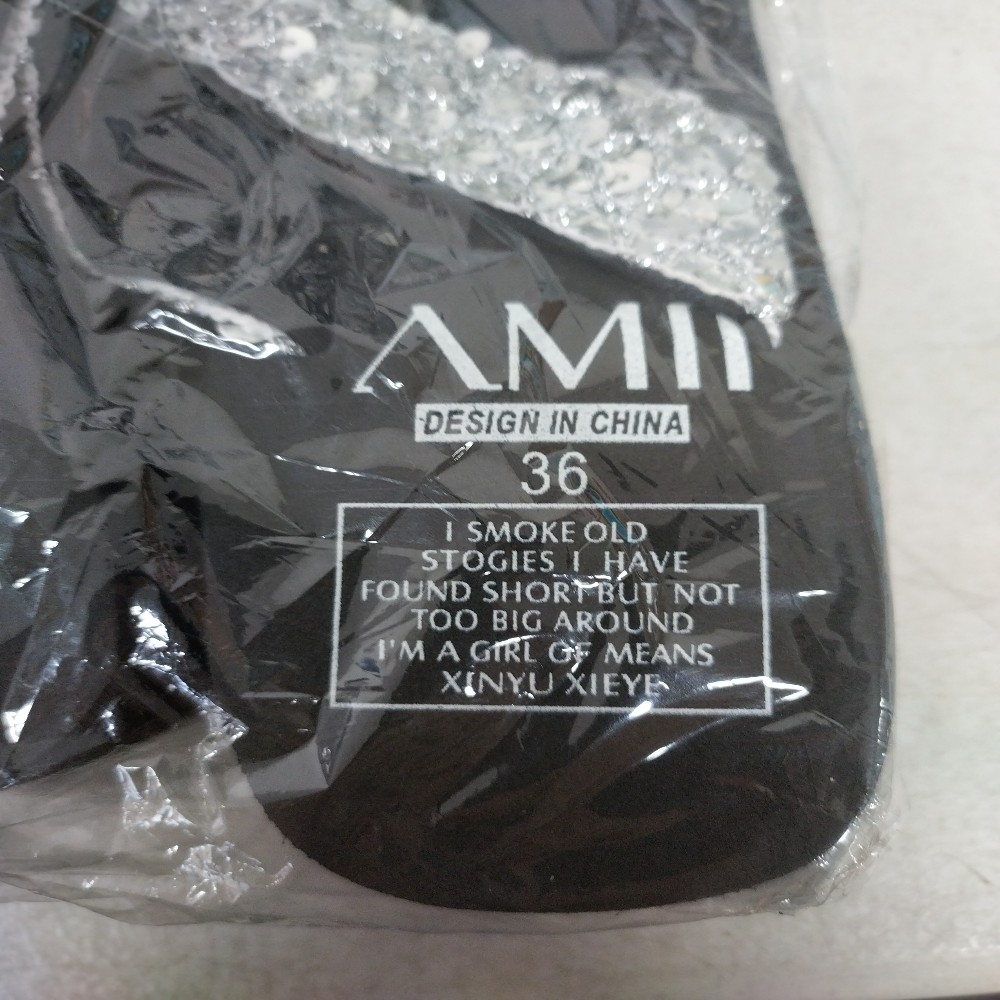 AMII
DESIGN IN CHINA
36
I SMOKE OLD
STOGIES I HAVE
FOUND SHORT BUT NOT
TOO BIG AROUND
I'M A GIRL OF MEANS
XINYU XIEYE